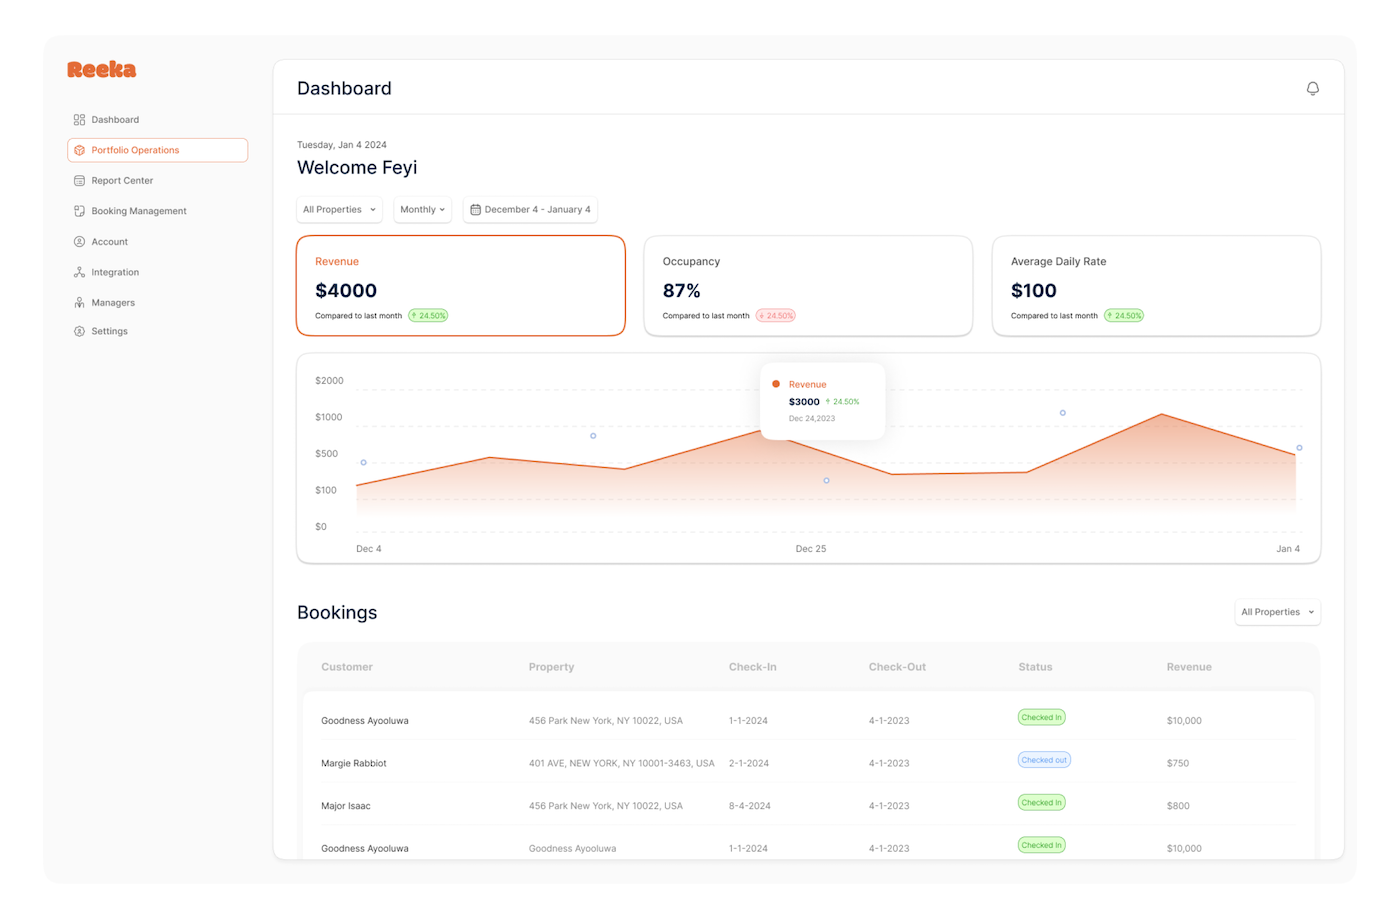 Reeka
Dashboard
Portfolio Operations
Report Center
Booking Management
Account
Integration
Managers
Settings
Dashboard
Tuesday, Jan 4 2024
Welcome Feyi
All Properties
Monthly
December 4 - January 4
Revenue
$4000
Compared to last month ↑ 24.50%
Occupancy
87%
Compared to last month ↓ 24.50%
Average Daily Rate
$100
Compared to last month ↑ 24.50%
$2000
$1000
$500
$100
$0
Revenue
$3000 ↑ 24.50%
Dec 24,2023
Dec 4
Dec 25
Jan 4
Bookings
All Properties
Customer Property Check-In Check-Out Status Revenue
Goodness Ayooluwa 456 Park New York, NY 10022, USA 1-1-2024 4-1-2023 Checked In $10,000
Margie Rabbiot 401 AVE, NEW YORK, NY 10001-3463, USA 2-1-2024 4-1-2023 Checked out $750
Major Isaac 456 Park New York, NY 10022, USA 8-4-2024 4-1-2023 Checked In $800
Goodness Ayooluwa Goodness Ayooluwa 1-1-2024 4-1-2023 Checked In $10,000